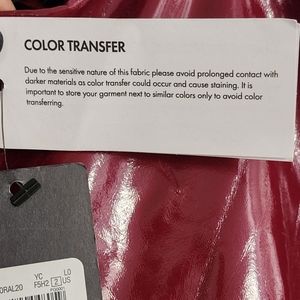 COLOR TRANSFER
Due to the sensitive nature of this fabric please avoid prolonged contact with
darker materials as color transfer could occur and cause staining. It is
important to store your garment next to similar colors only to avoid color
transferring.
ORAL20
YC
F5H2
LO
2 US